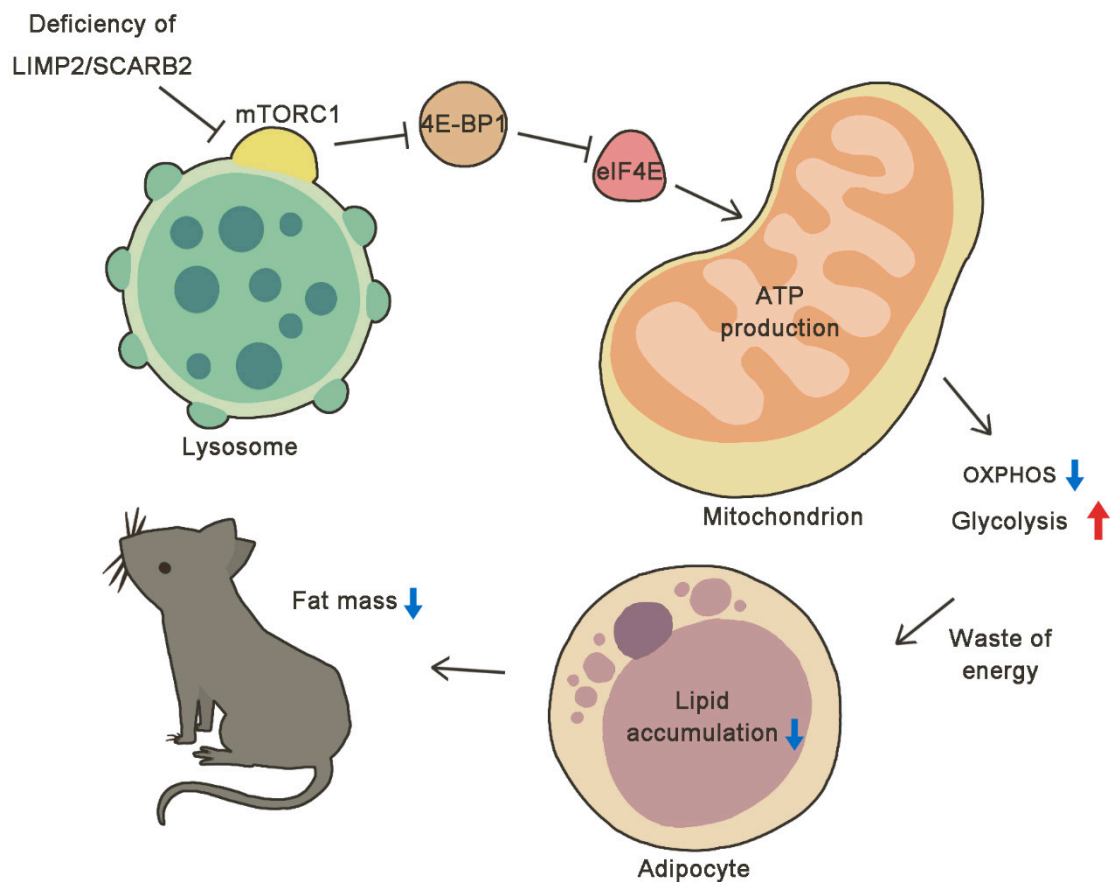 Deficiency of
LIMP2/SCARB2
mTORC1
4E-BP1
eIF4E
ATP
production
Lysosome
Mitochondrion
OXPHOS
Glycolysis
Waste of
energy
Fat mass
Lipid
accumulation
Adipocyte